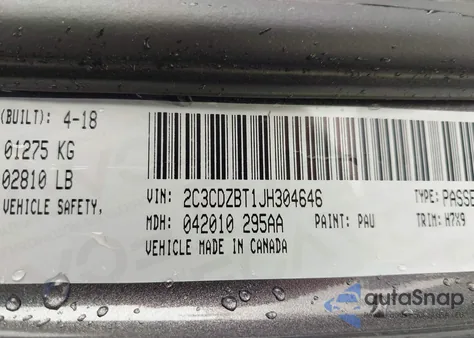 (BUILT): 4-18
01275 KG
02810 LB
VEHICLE SAFETY,
VIN: 2C3CDZBT1JH304646
TYPE: PASSE
MDH: 042010 295AA
PAINT: PAU
TRIM: H7X9
VEHICLE MADE IN CANADA
autaSnap